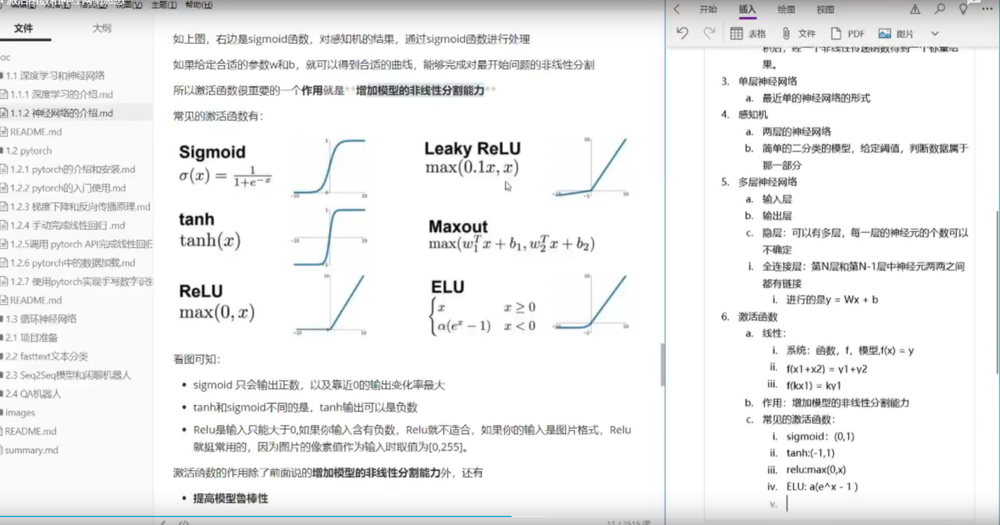 主题(T) 帮助(H)
文件
大纲
oc
1.1 深度学习和神经网络
1.1.1 深度学习的介绍.md
1.1.2 神经网络的介绍.md
README.md
1.2 pytorch
1.2.1 pytorch的介绍和安装.md
1.2.2 pytorch的入门使用.md
1.2.3 梯度下降和反向传播原理.md
1.2.4 手动完成线性回归 .md
1.2.5调用 pytorch API完成线性回归
1.2.6 pytorch中的数据加载.md
1.2.7 使用pytorch实现手写数字识别
README.md
1.3 循环神经网络
2.1 项目准备
2.2 fasttext文本分类
2.3 Seq2Seq模型和闲聊机器人
2.4 QA机器人
images
README.md
summary.md
如上图，右边是sigmoid函数，对感知机的结果，通过sigmoid函数进行处理
如果给定合适的参数w和b，就可以得到合适的曲线，能够完成对最开始问题的非线性分割
所以激活函数很重要的一个作用就是**增加模型的非线性分割能力**
常见的激活函数有：
Sigmoid
σ(x) = 1/(1+e^{-x})
1
-10
0
10
tanh
tanh(x)
1
-10
10
-1
ReLU
max(0, x)
10
-10
0
10
Leaky ReLU
max(0.1x, x)
10
-10
-1
10
Maxout
max(w_1^T x + b_1, w_2^T x + b_2)
ELU
x x ≥ 0
α(e^x − 1) x < 0
10
-10
-2
10
看图可知：
• sigmoid 只会输出正数，以及靠近0的输出变化率最大
• tanh和sigmoid不同的是，tanh输出可以是负数
• Relu是输入只能大于0,如果你输入含有负数，Relu就不适合，如果你的输入是图片格式，Relu
就挺常用的，因为图片的像素值作为输入时取值为[0,255]。
激活函数的作用除了前面说的增加模型的非线性分割能力外，还有
• 提高模型鲁棒性
开始 插入 绘图 视图
表格 文件 PDF 图片
积后，经一个非线性传递函数得到一个标量结
果。
3. 单层神经网络
a. 最近单的神经网络的形式
4. 感知机
a. 两层的神经网络
b. 简单的二分类的模型，给定阈值，判断数据属于
那一部分
5. 多层神经网络
a. 输入层
b. 输出层
c. 隐层：可以有多层，每一层的神经元的个数可以
不确定
i. 全连接层：第N层和第N-1层中神经元两两之间
都有链接
i. 进行的是y = Wx + b
6. 激活函数
a. 线性：
i. 系统：函数，f，模型,f(x) = y
ii. f(x1+x2) = y1+y2
iii. f(kx1) = ky1
b. 作用：增加模型的非线性分割能力
c. 常见的激活函数：
i. sigmoid：(0,1)
ii. tanh:(-1,1)
iii. relu:max(0,x)
iv. ELU: a(e^x - 1 )
v.